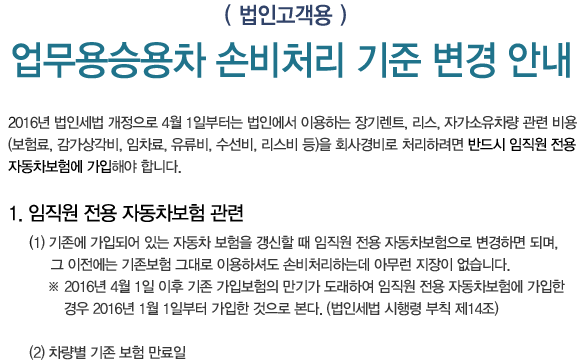 ( 법인고객용 )
업무용승용차 손비처리 기준 변경 안내
2016년 법인세법 개정으로 4월 1일부터는 법인에서 이용하는 장기렌트, 리스, 자가소유차량 관련 비용
(보험료, 감가상각비, 임차료, 유류비, 수선비, 리스비 등)을 회사경비로 처리하려면 반드시 임직원 전용
자동차보험에 가입해야 합니다.
1. 임직원 전용 자동차보험 관련
(1) 기존에 가입되어 있는 자동차 보험을 갱신할 때 임직원 전용 자동차보험으로 변경하면 되며,
그 이전에는 기존보험 그대로 이용하셔도 손비처리하는데 아무런 지장이 없습니다.
※ 2016년 4월 1일 이후 기존 가입보험의 만기가 도래하여 임직원 전용 자동차보험에 가입한
경우 2016년 1월 1일부터 가입한 것으로 본다. (법인세법 시행령 부칙 제14조)
(2) 차량별 기존 보험 만료일